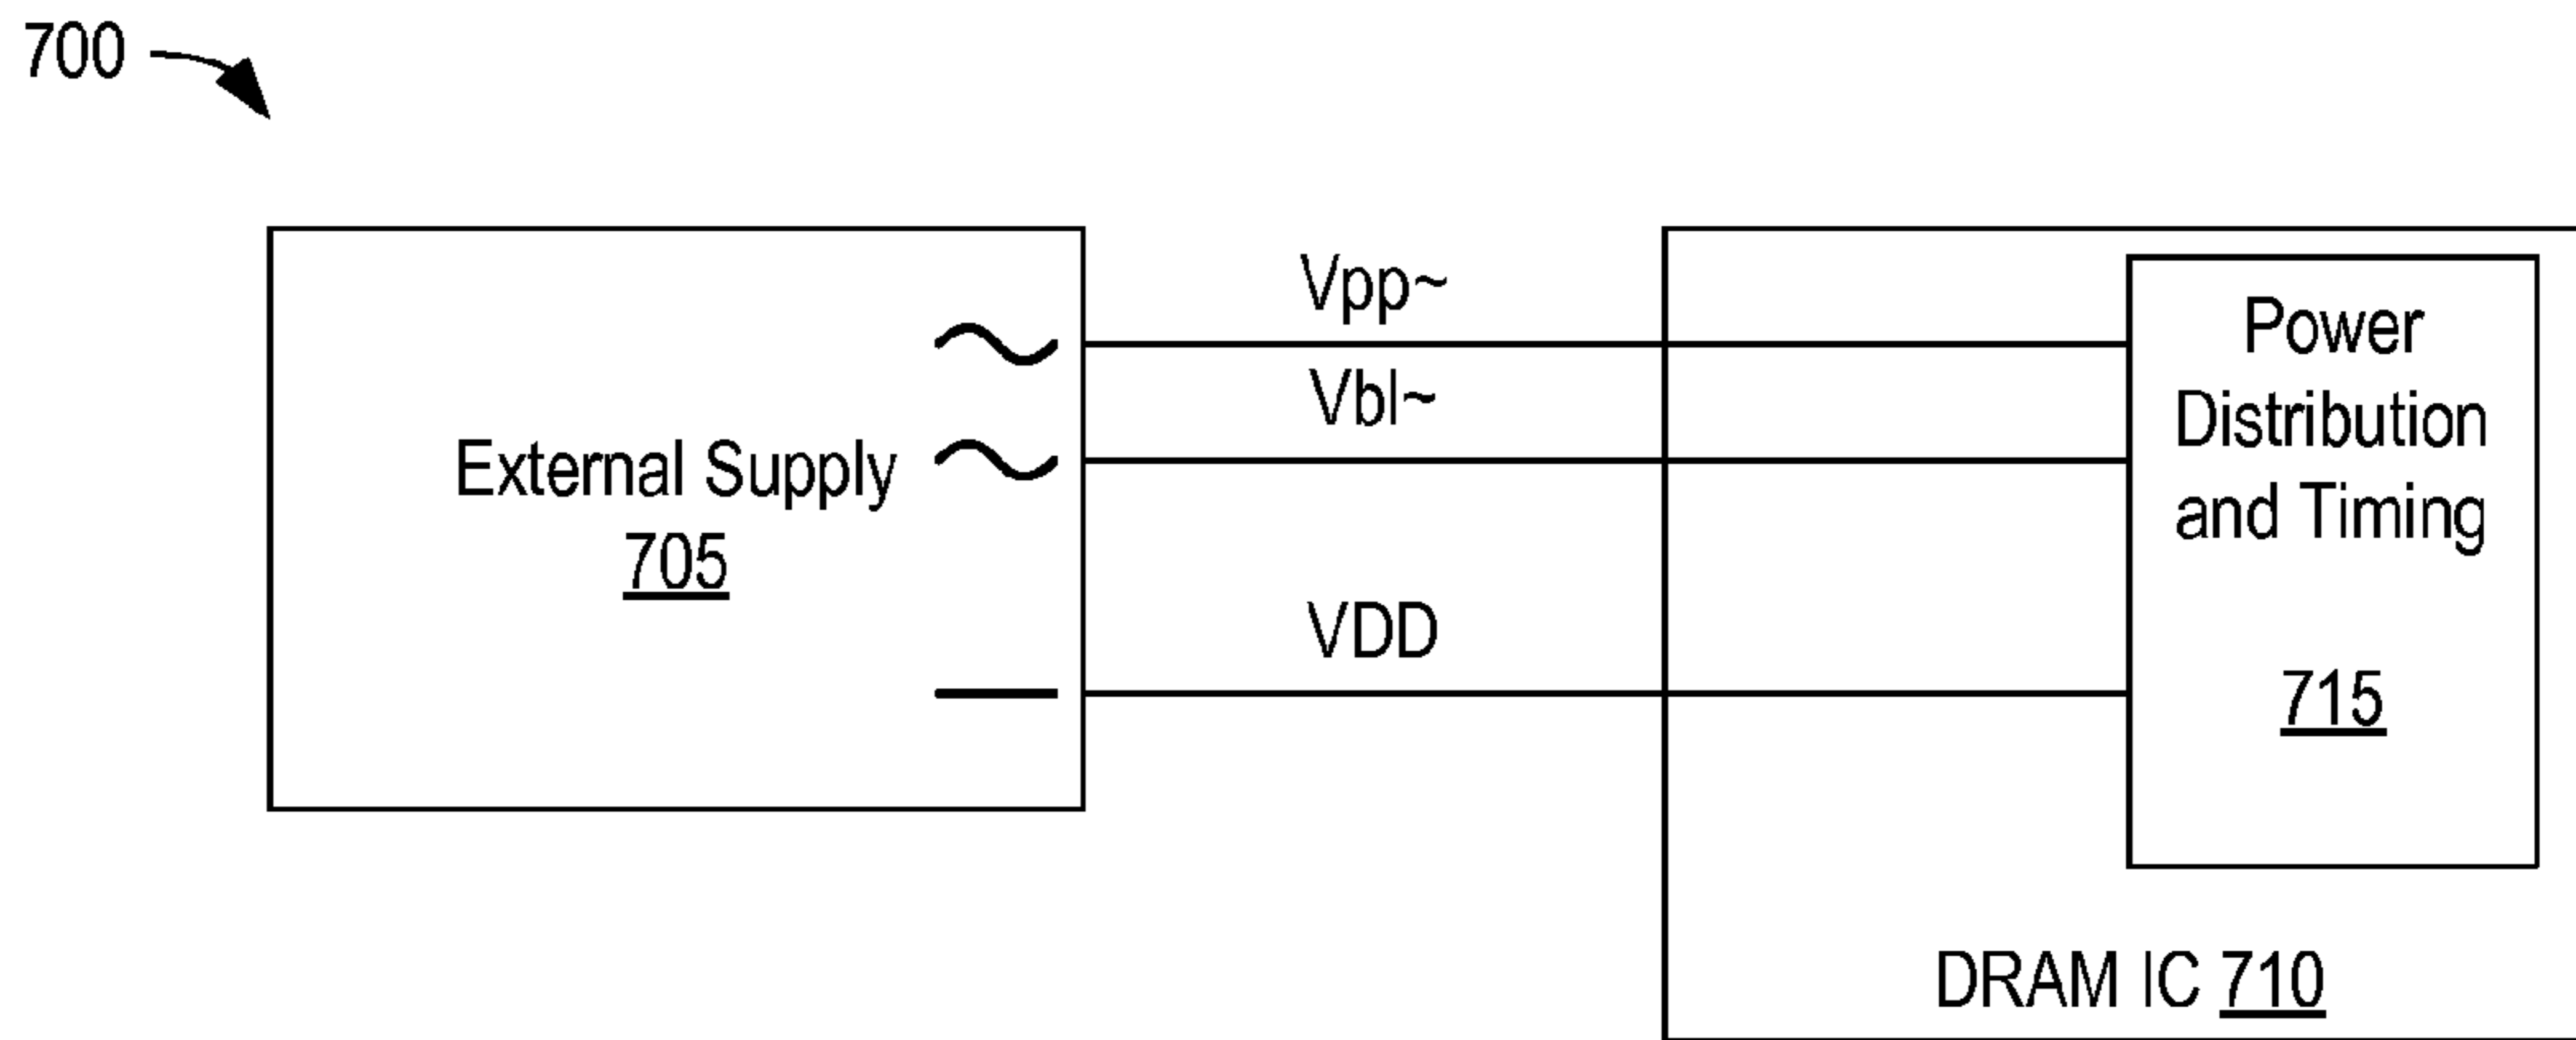 700
Vpp~
Vbl~
External Supply
705
VDD
Power
Distribution
and Timing
715
DRAM IC 710